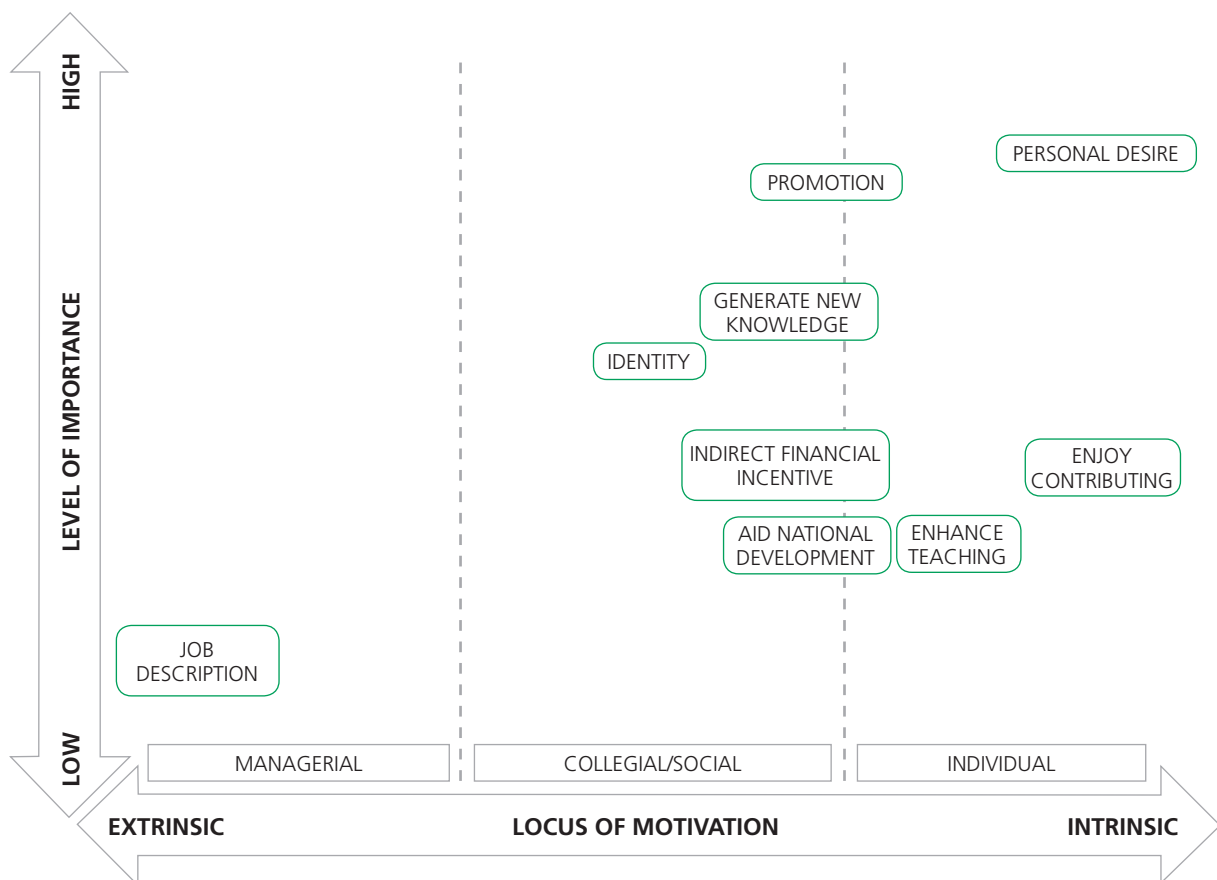 HIGH
PERSONAL DESIRE
PROMOTION
GENERATE NEW
KNOWLEDGE
IDENTITY
LEVEL OF IMPORTANCE
INDIRECT FINANCIAL
INCENTIVE
ENJOY
CONTRIBUTING
AID NATIONAL
DEVELOPMENT
ENHANCE
TEACHING
JOB
DESCRIPTION
LOW
MANAGERIAL
COLLEGIAL/SOCIAL
INDIVIDUAL
EXTRINSIC
LOCUS OF MOTIVATION
INTRINSIC